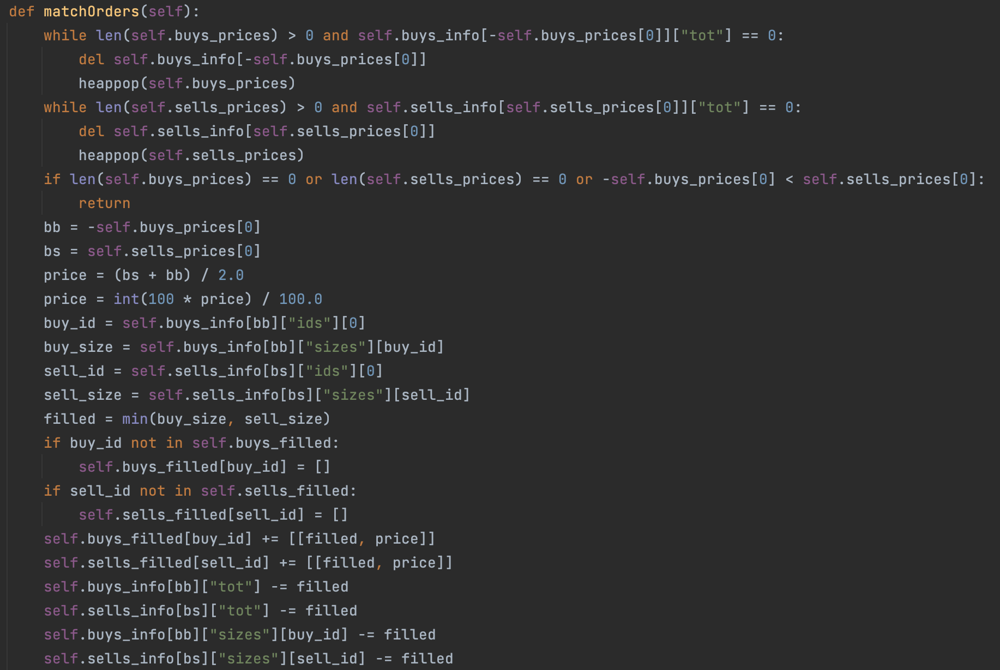 def matchOrders(self):
    while len(self.buys_prices) > 0 and self.buys_info[-self.buys_prices[0]]["tot"] == 0:
        del self.buys_info[-self.buys_prices[0]]
        heappop(self.buys_prices)
    while len(self.sells_prices) > 0 and self.sells_info[self.sells_prices[0]]["tot"] == 0:
        del self.sells_info[self.sells_prices[0]]
        heappop(self.sells_prices)
    if len(self.buys_prices) == 0 or len(self.sells_prices) == 0 or -self.buys_prices[0] < self.sells_prices[0]:
        return
    bb = -self.buys_prices[0]
    bs = self.sells_prices[0]
    price = (bs + bb) / 2.0
    price = int(100 * price) / 100.0
    buy_id = self.buys_info[bb]["ids"][0]
    buy_size = self.buys_info[bb]["sizes"][buy_id]
    sell_id = self.sells_info[bs]["ids"][0]
    sell_size = self.sells_info[bs]["sizes"][sell_id]
    filled = min(buy_size, sell_size)
    if buy_id not in self.buys_filled:
        self.buys_filled[buy_id] = []
    if sell_id not in self.sells_filled:
        self.sells_filled[sell_id] = []
    self.buys_filled[buy_id] += [[filled, price]]
    self.sells_filled[sell_id] += [[filled, price]]
    self.buys_info[bb]["tot"] -= filled
    self.sells_info[bs]["tot"] -= filled
    self.buys_info[bb]["sizes"][buy_id] -= filled
    self.sells_info[bs]["sizes"][sell_id] -= filled